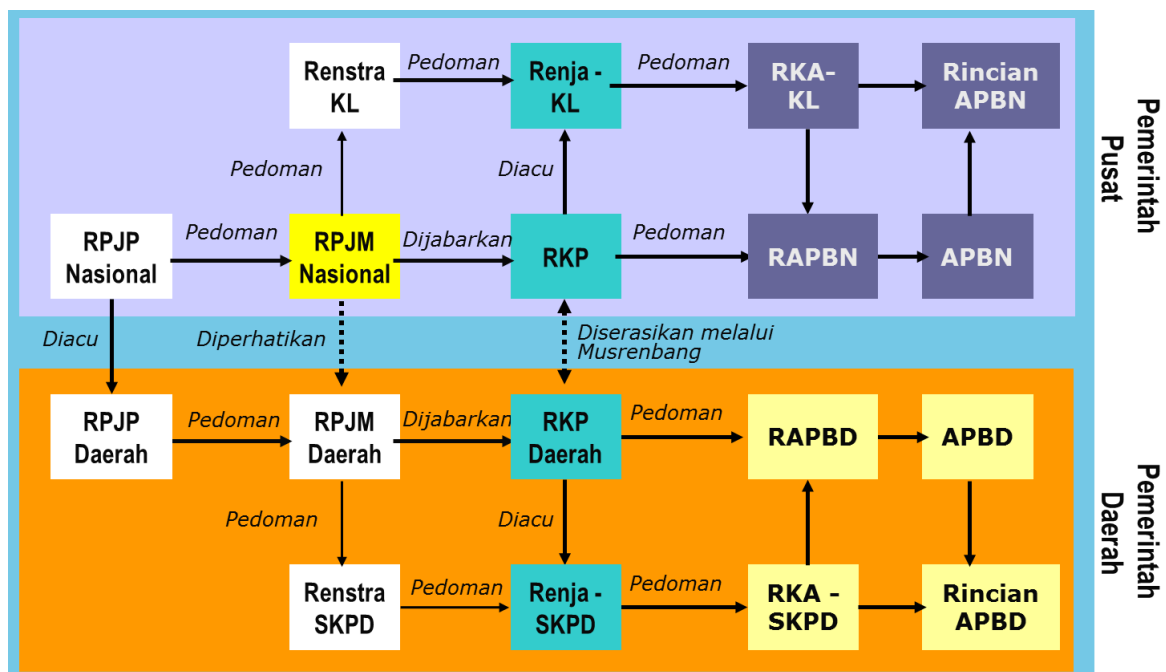 Renstra
KL
Pedoman
Renja -
KL
Pedoman
RKA-
KL
Rincian
APBN
Pedoman
Diacu
RPJP
Nasional
Pedoman
RPJM
Nasional
Dijabarkan
RKP
Pedoman
RAPBN
APBN
Pemerintah
Pusat
Diacu
Diperhatikan
Diserasikan melalui
Musrenbang
RPJP
Daerah
Pedoman
RPJM
Daerah
Dijabarkan
RKP
Daerah
Pedoman
RAPBD
APBD
Pedoman
Diacu
Renstra
SKPD
Pedoman
Renja -
SKPD
Pedoman
RKA -
SKPD
Rincian
APBD
Pemerintah
Daerah